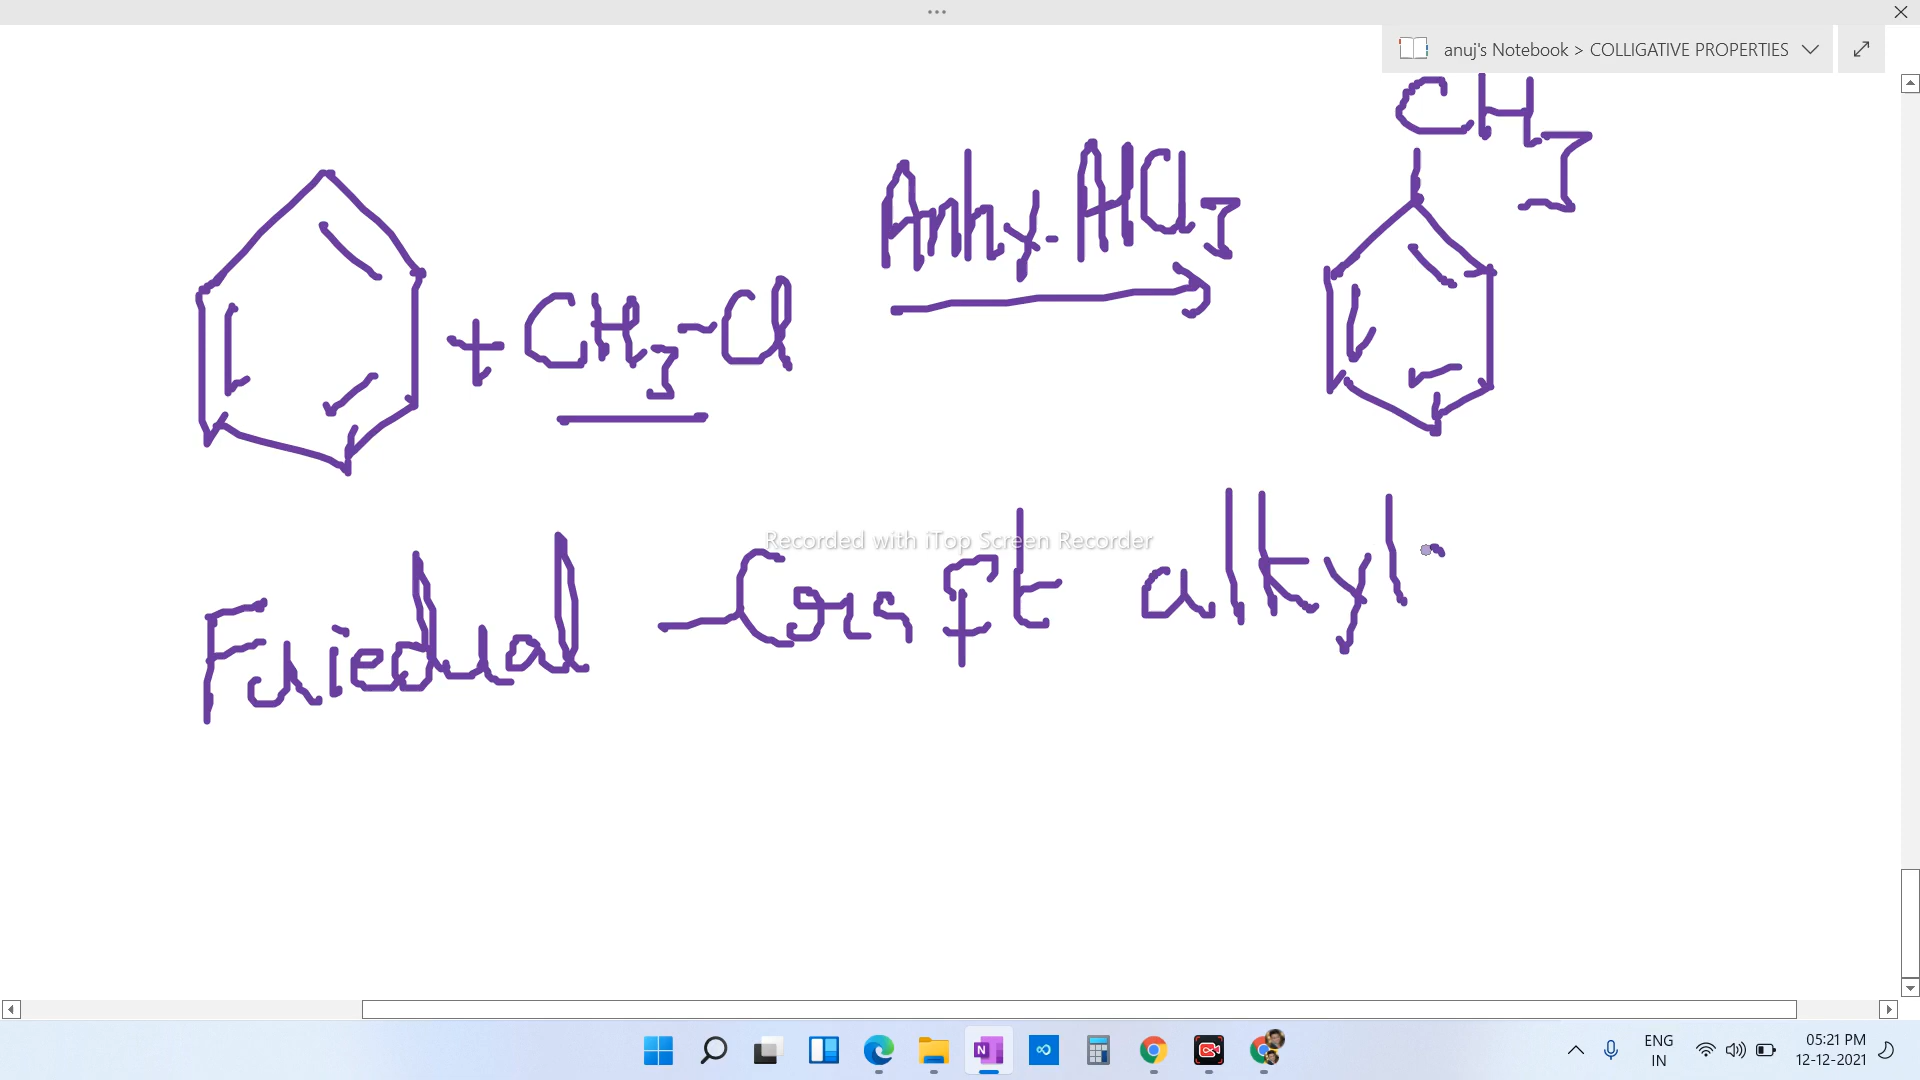 anuj's Notebook > COLLIGATIVE PROPERTIES
CH3
Anhy. AlCl3
+ CH3-Cl
Recorded with iTop Screen Recorder
Friedal - Craft alkyl
ENG
IN
05:21 PM
12-12-2021